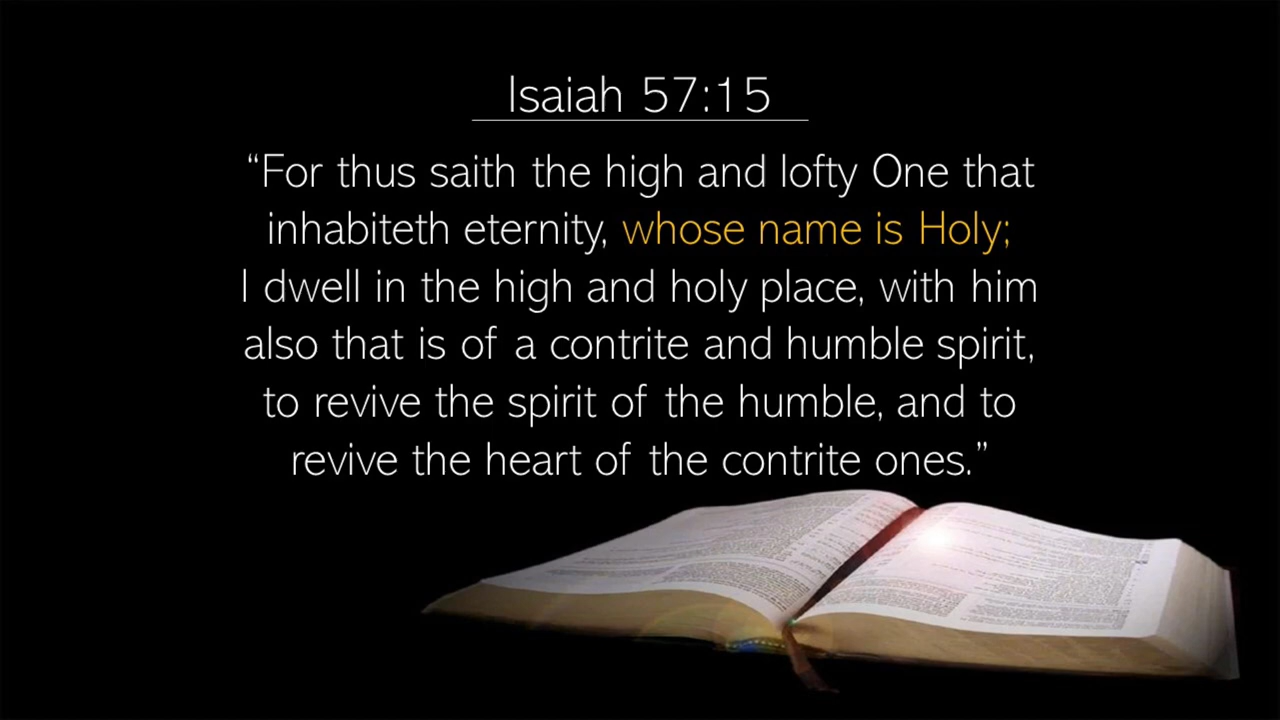 Isaiah 57:15
“For thus saith the high and lofty One that
inhabiteth eternity, whose name is Holy;
I dwell in the high and holy place, with him
also that is of a contrite and humble spirit,
to revive the spirit of the humble, and to
revive the heart of the contrite ones.”